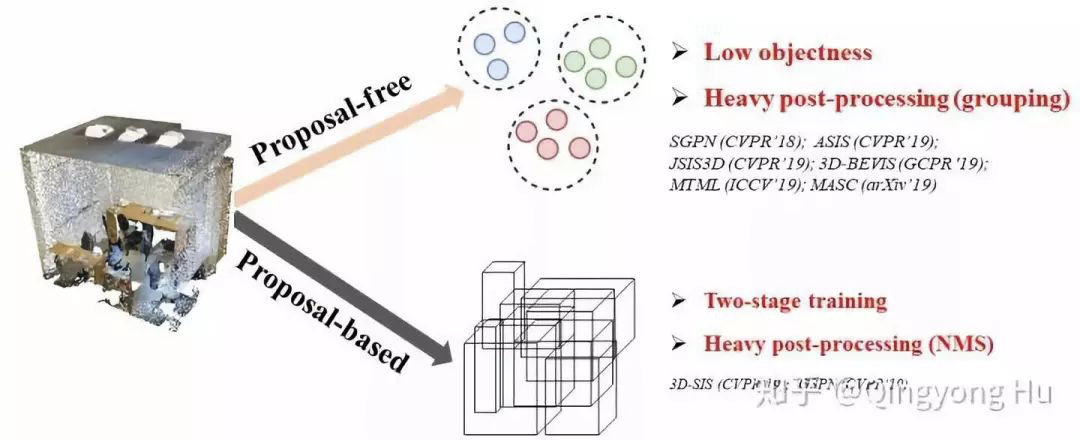 Proposal-free
➤ Low objectness
➤ Heavy post-processing (grouping)
SGPN (CVPR'18); ASIS (CVPR'19);
JSIS3D (CVPR'19); 3D-BEVIS (GCPR'19);
MTML (ICCV'19); MASC (arXiv'19)
Proposal-based
➤ Two-stage training
➤ Heavy post-processing (NMS)
3D-SIS (CVPR'19) GSPN (CVPR'19)
知乎 @Qingyong Hu